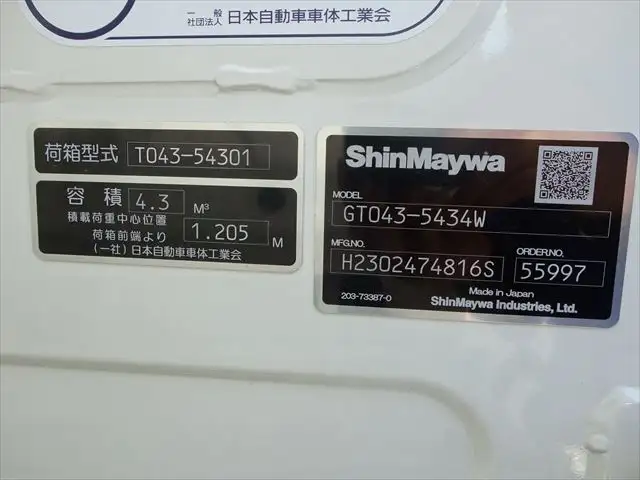 一般
社団法人 日本自動車車体工業会
荷箱型式 T043-54301
容積 4.3 M³
積載荷重中心位置
荷箱前端より 1.205 M
(一社)日本自動車車体工業会
ShinMaywa
MODEL
GT043-5434W
MFG.NO. ORDERNO.
H2302474816S 55997
Made in Japan
203-73387-0 ShinMaywa Industries, Ltd.